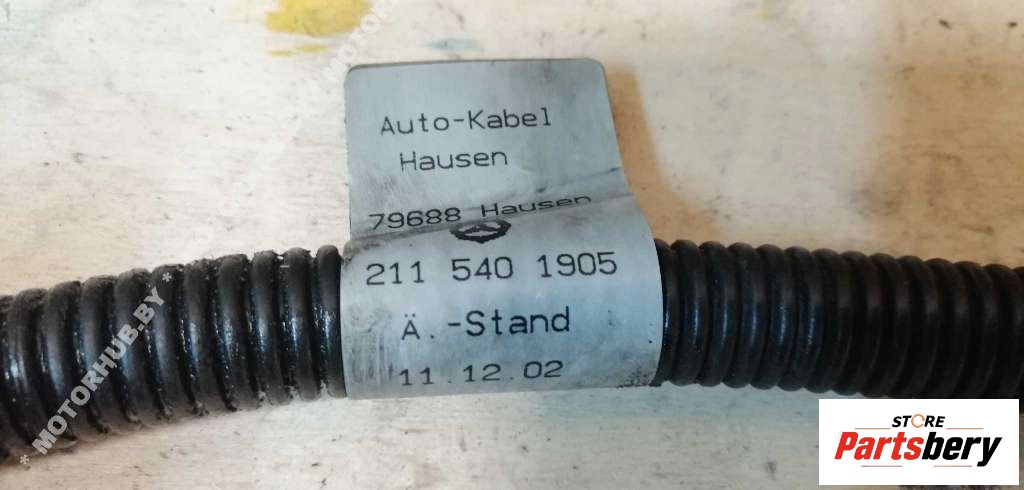 Auto-Kabel
Hausen
79688 Hausen
211 540 1905
Ä.-Stand
11.12.02
* MOTORHUB.BY *
STORE
Partsbery